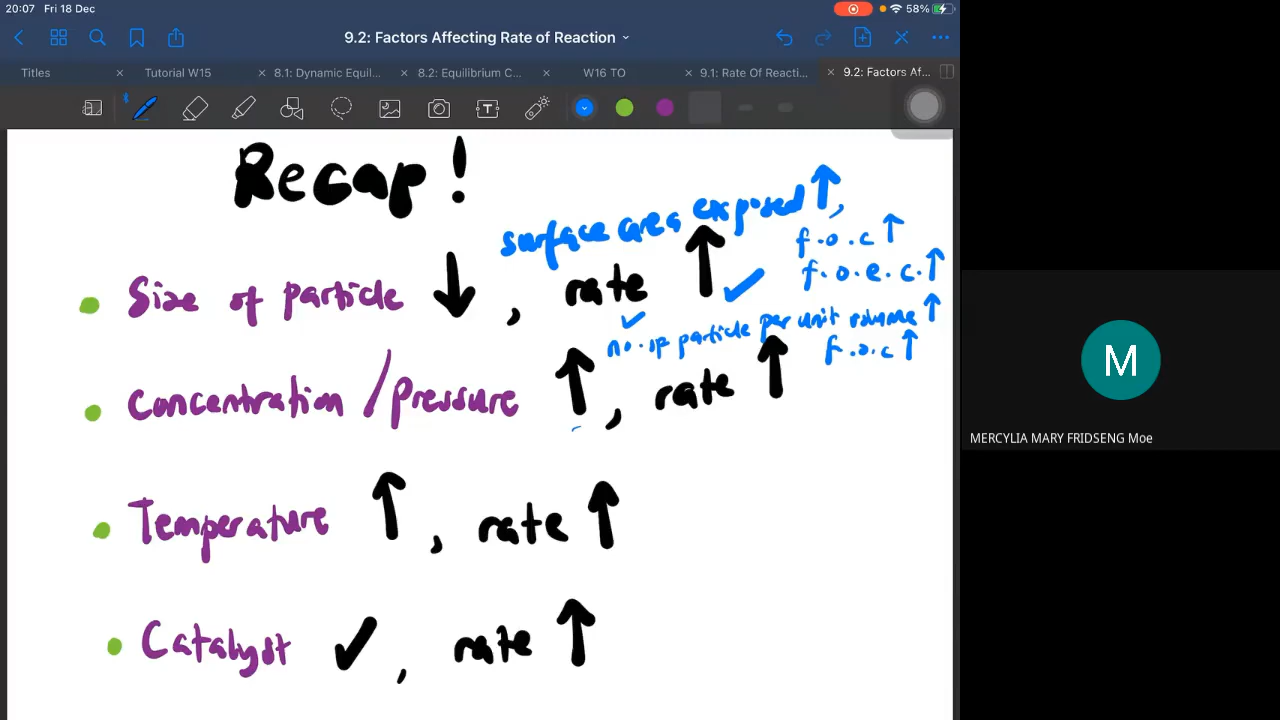 20:07 Fri 18 Dec
58%
9.2: Factors Affecting Rate of Reaction
Titles
Tutorial W15
8.1: Dynamic Equil...
8.2: Equilibrium C...
W16 TO
9.1: Rate Of Reacti...
9.2: Factors Af...
T
Recap!
surface area exposed ↑,
f.o.c ↑
f.o.e.c. ↑
Size of particle ↓, rate ↑ ✓
✓
no. of particle per unit volume ↑
f.o.c ↑
Concentration / pressure ↑, rate ↑
Temperature ↑, rate ↑
Catalyst ✓, rate ↑
M
MERCYLIA MARY FRIDSENG Moe